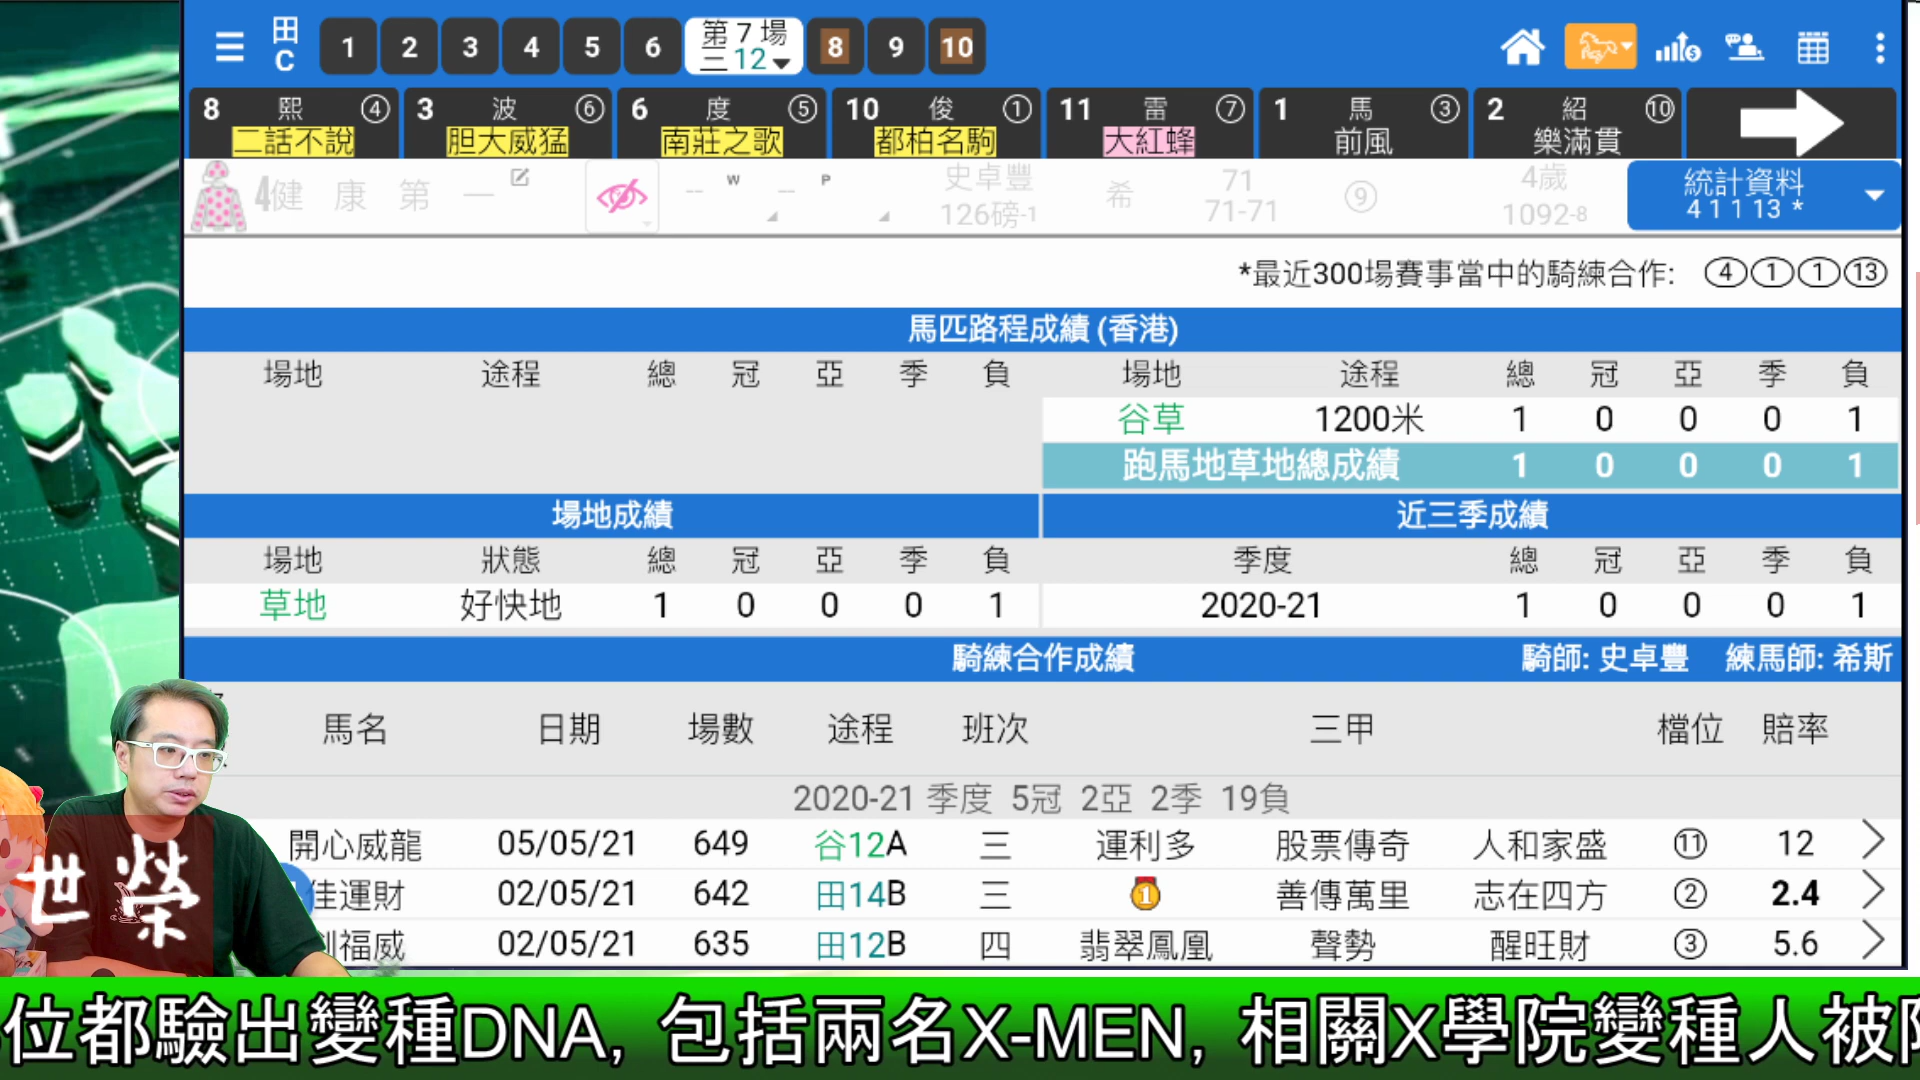 田 C 1 2 3 4 5 6 第 7 場 三 12 8 9 10
8 熙 ④ 二話不說
3 波 ⑥ 胆大威猛
6 度 ⑤ 南莊之歌
10 俊 ① 都柏名駒
11 雷 ⑦ 大紅蜂
1 馬 ③ 前風
2 紹 ⑩ 樂滿貫
4健康第一 -- W -- P 史卓豐 126磅-1 希 71 71-71 ⑨ 4歲 1092-8
統計資料
4 1 1 13 *
*最近300場賽事當中的騎練合作: ④①①⑬
馬匹路程成績 (香港)
場地 途程 總 冠 亞 季 負 場地 途程 總 冠 亞 季 負
谷草 1200米 1 0 0 0 1
跑馬地草地總成績 1 0 0 0 1
場地成績 近三季成績
場地 狀態 總 冠 亞 季 負 季度 總 冠 亞 季 負
草地 好快地 1 0 0 0 1 2020-21 1 0 0 0 1
騎練合作成績 騎師: 史卓豐 練馬師: 希斯
馬名 日期 場數 途程 班次 三甲 檔位 賠率
2020-21 季度 5冠 2亞 2季 19負
開心威龍 05/05/21 649 谷12A 三 運利多 股票傳奇 人和家盛 ⑪ 12
佳運財 02/05/21 642 田14B 三 1 善傳萬里 志在四方 ② 2.4
福威 02/05/21 635 田12B 四 翡翠鳳凰 聲勢 醒旺財 ③ 5.6
世榮
位都驗出變種DNA, 包括兩名X-MEN, 相關X學院變種人被